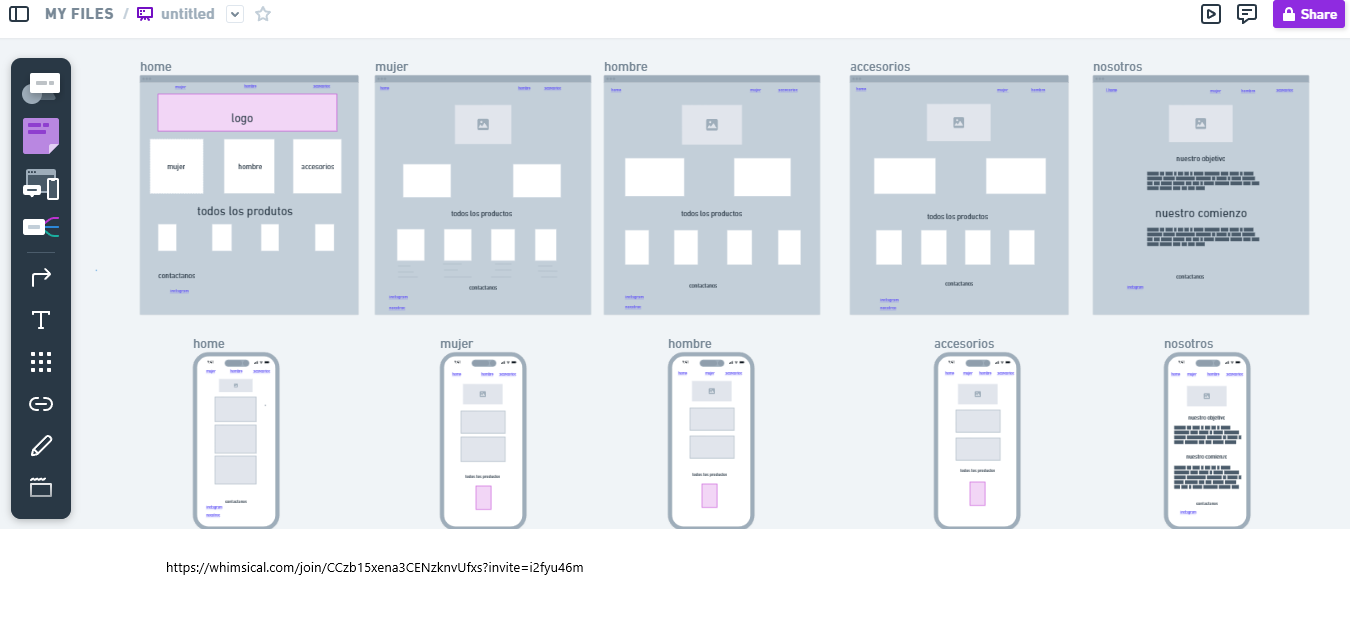 MY FILES / untitled
Share
home
mujer
hombre
accesorios
nosotros
mujer hombre accesorios
logo
mujer hombre accesorios
todos los produtos
contactanos
instagram
home hombre accesorios
todos los productos
contactanos
instagram
nosotros
home mujer accesorios
todos los productos
contactanos
instagram
nosotros
home mujer hombre
todos los productos
contactanos
instagram
nosotros
mujer hombre accesorios
nuestro objetivo
nuestro comienzo
contactanos
instagram
home
mujer
hombre
accesorios
nosotros
mujer hombre accesorios
contactanos
instagram
nosotros
home hombre accesorios
todos los productos
home mujer accesorios
todos los productos
home mujer hombre accesorios
todos los productos
home mujer hombre accesorios
nuestro objetivo
nuestro comienzo
contactanos
instagram
https://whimsical.com/join/CCzb15xena3CENzknvUfxs?invite=i2fyu46m